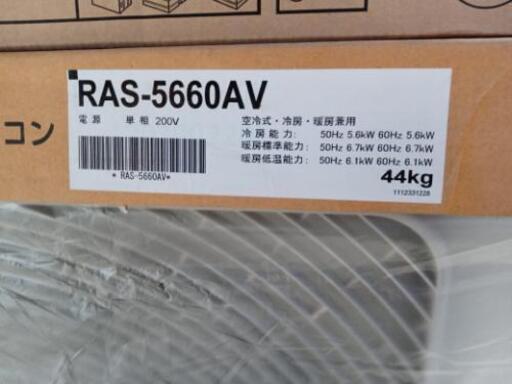 コン
RAS-5660AV
電源 単相 200V
* RAS-5660AV*
空冷式・冷房・暖房兼用
冷房能力: 50Hz 5.6kW 60Hz 5.6kW
暖房標準能力: 50Hz 6.7kW 60Hz 6.7kW
暖房低温能力: 50Hz 6.1kW 60Hz 6.1kW
44kg
1112331228